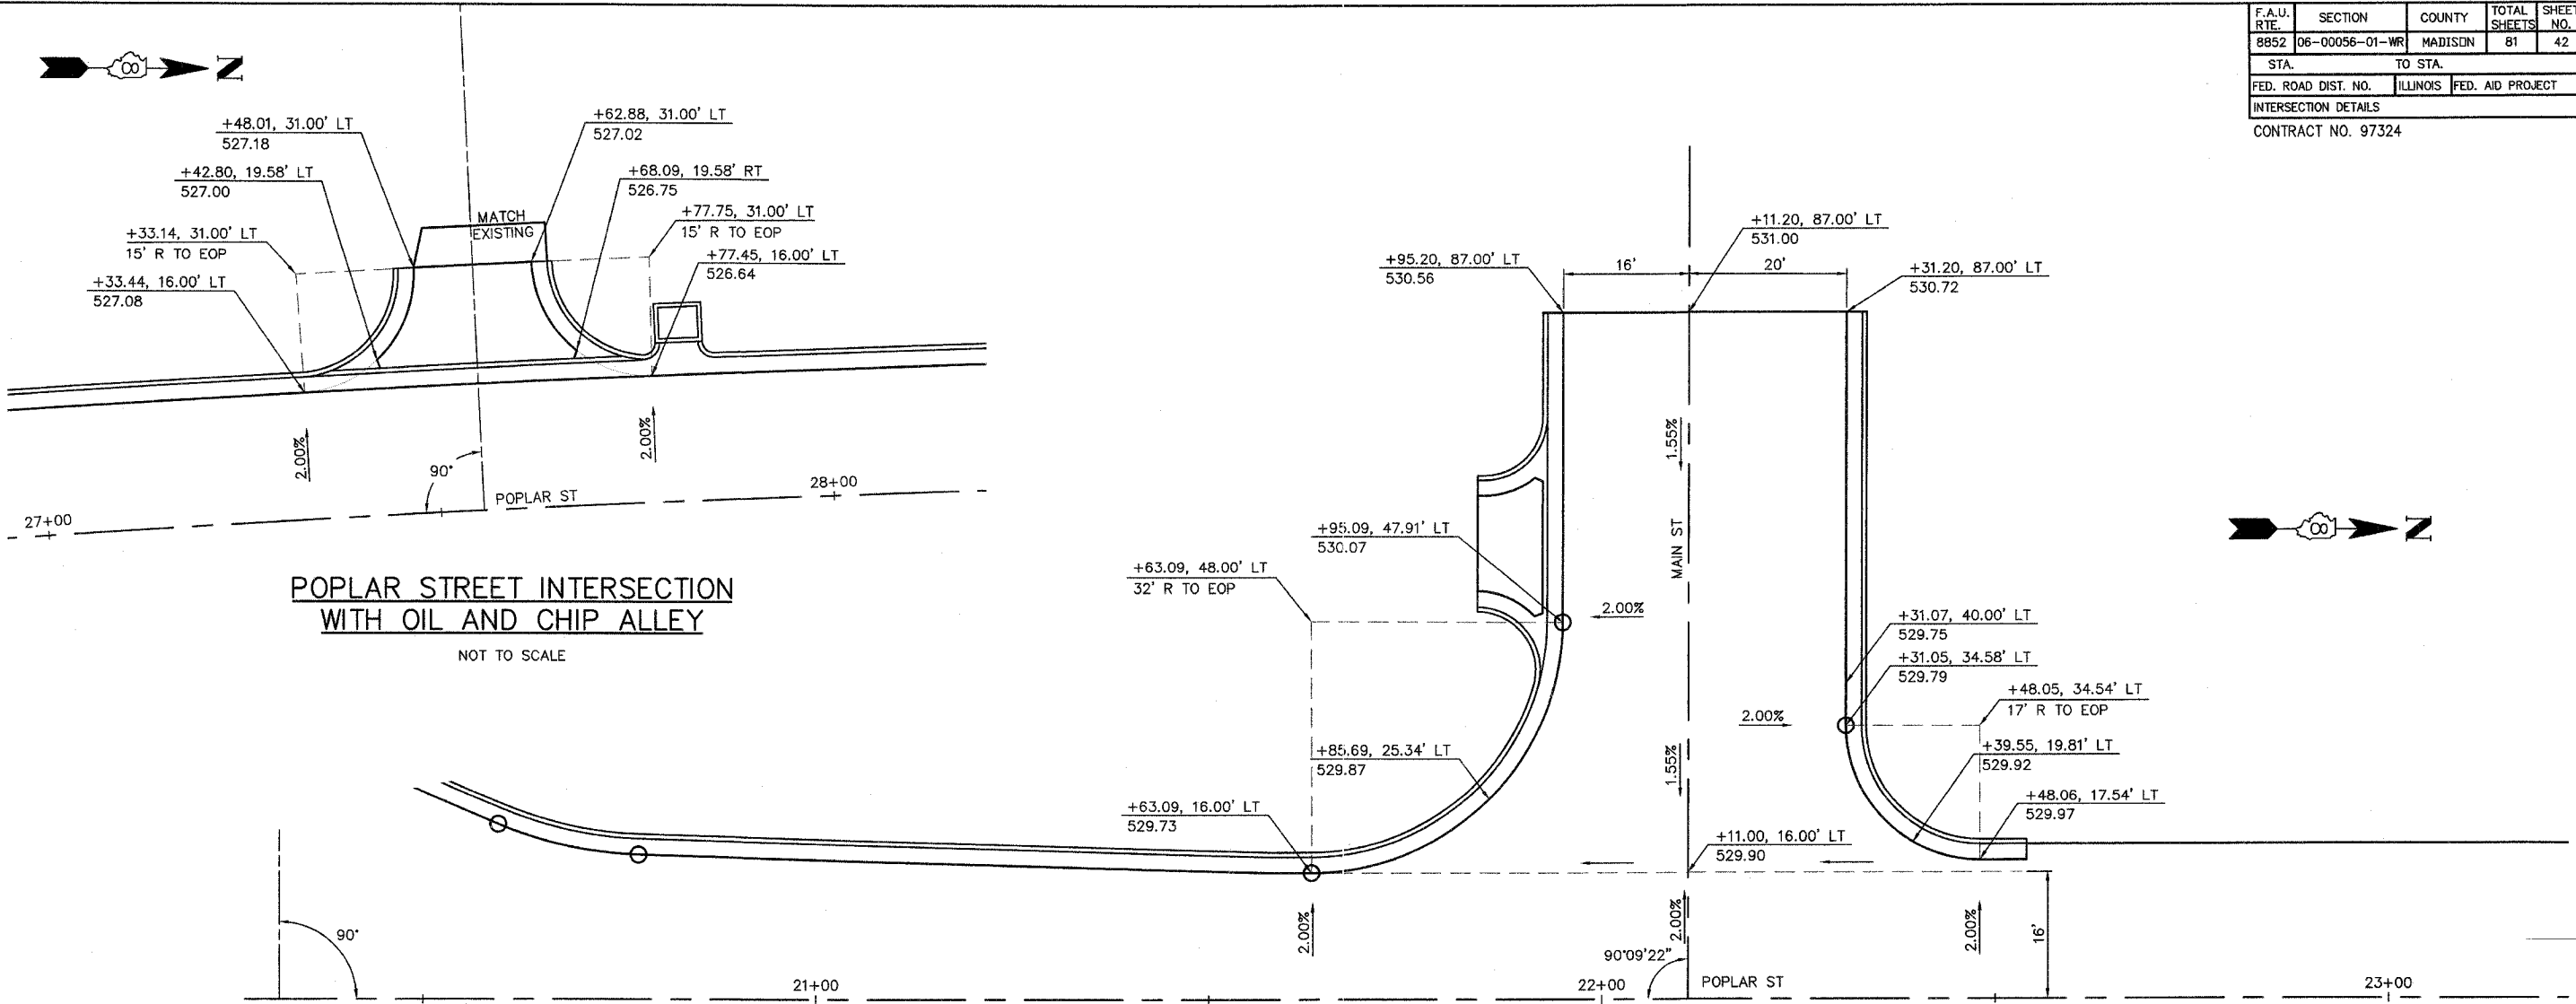 F.A.U. RTE. SECTION COUNTY TOTAL SHEETS SHEET NO.
8852 06-00056-01-WR MADISON 81 42
STA. TO STA.
FED. ROAD DIST. NO. ILLINOIS FED. AID PROJECT
INTERSECTION DETAILS
CONTRACT NO. 97324
N
+48.01, 31.00' LT
527.18
+62.88, 31.00' LT
527.02
+42.80, 19.58' LT
527.00
+68.09, 19.58' RT
526.75
+33.14, 31.00' LT
15' R TO EOP
MATCH
EXISTING
+77.75, 31.00' LT
15' R TO EOP
+33.44, 16.00' LT
527.08
+77.45, 16.00' LT
526.64
2.00%
2.00%
90°
POPLAR ST
27+00
28+00
POPLAR STREET INTERSECTION
WITH OIL AND CHIP ALLEY
NOT TO SCALE
+11.20, 87.00' LT
531.00
+95.20, 87.00' LT
530.56
16'
20'
+31.20, 87.00' LT
530.72
1.55%
MAIN ST
N
+95.09, 47.91' LT
530.07
+63.09, 48.00' LT
32' R TO EOP
2.00%
+31.07, 40.00' LT
529.75
+31.05, 34.58' LT
529.79
2.00%
+48.05, 34.54' LT
17' R TO EOP
+85.69, 25.34' LT
529.87
1.55%
+39.55, 19.81' LT
529.92
+63.09, 16.00' LT
529.73
+48.06, 17.54' LT
529.97
+11.00, 16.00' LT
529.90
2.00%
2.00%
2.00%
16'
90°
90°09'22"
21+00
22+00
POPLAR ST
23+00